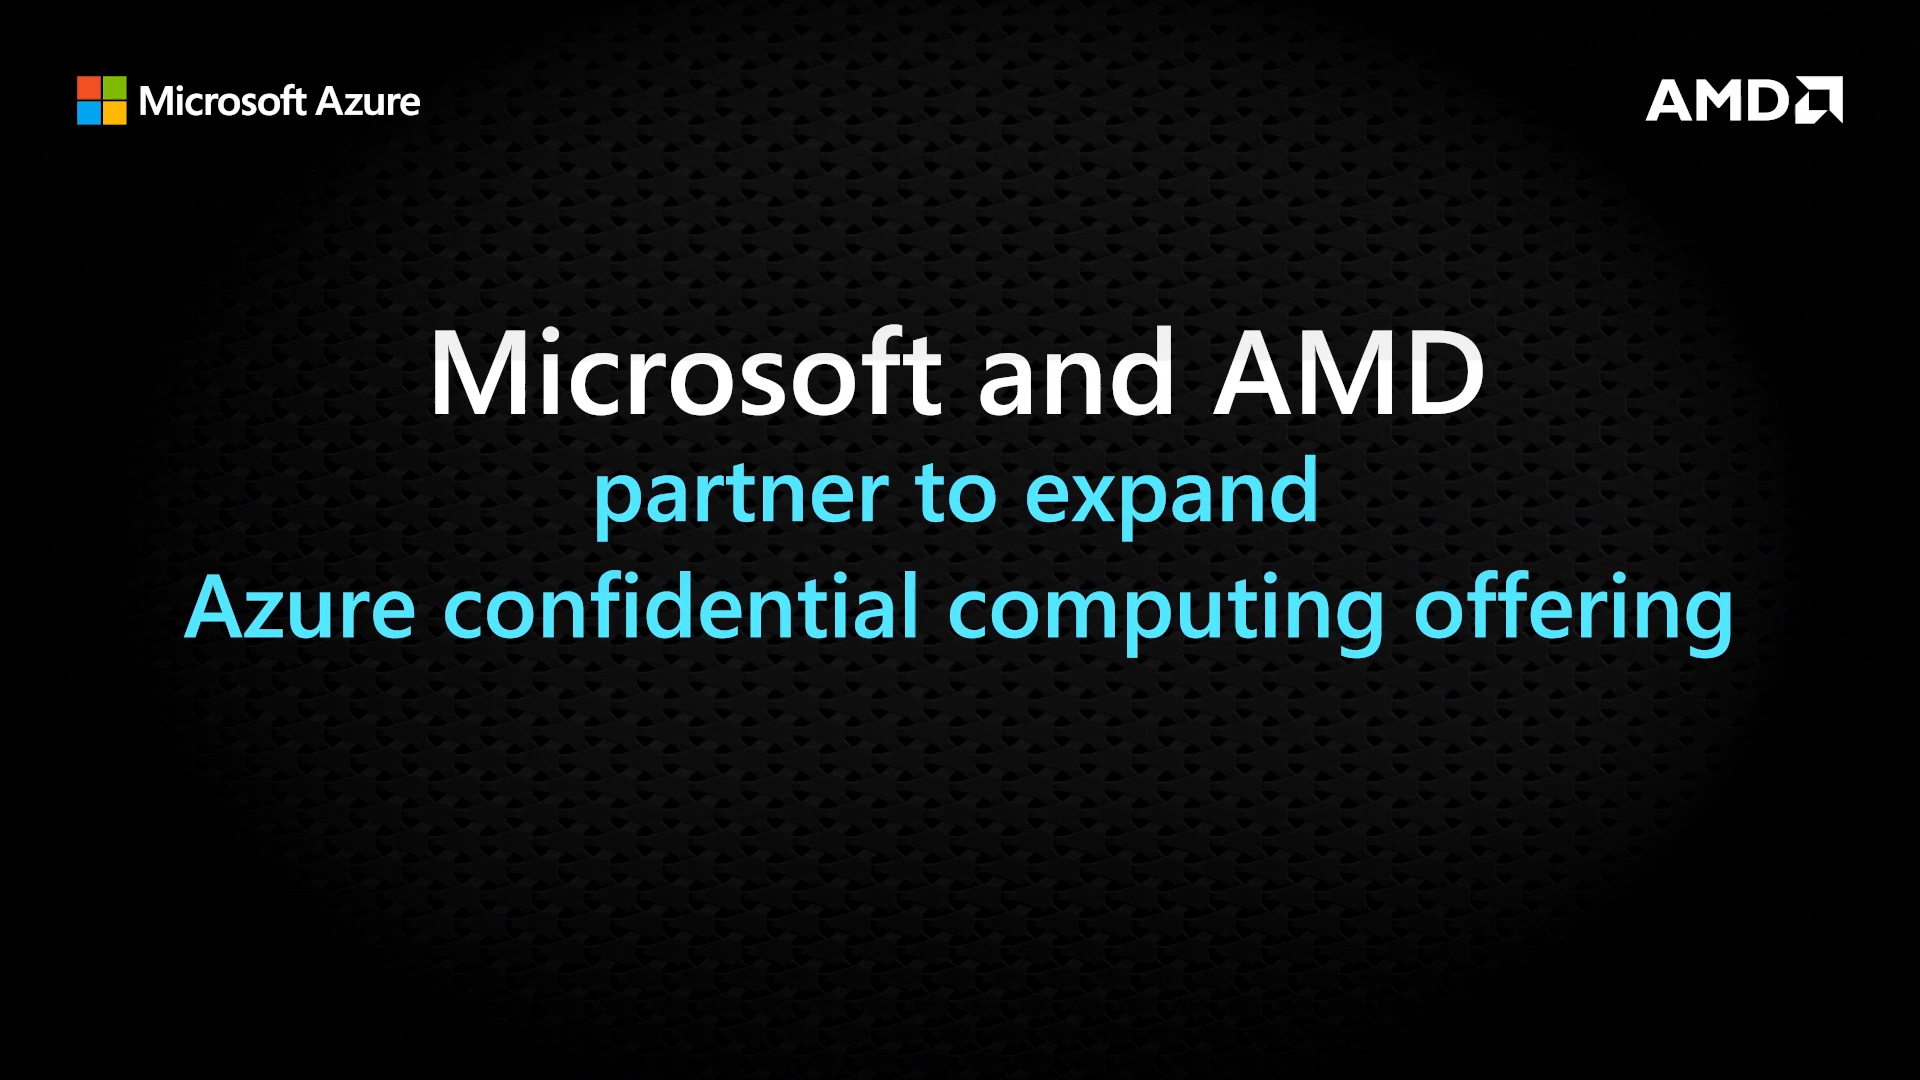 Microsoft Azure
AMD
Microsoft and AMD
partner to expand
Azure confidential computing offering